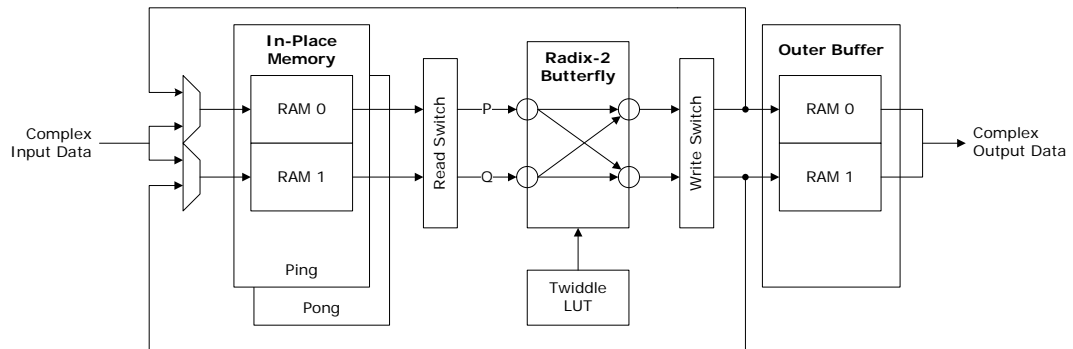 In-Place
Memory
RAM 0
RAM 1
Ping
Pong
Complex
Input Data
Read Switch
P
Q
Radix-2
Butterfly
Twiddle
LUT
Write Switch
Outer Buffer
RAM 0
RAM 1
Complex
Output Data